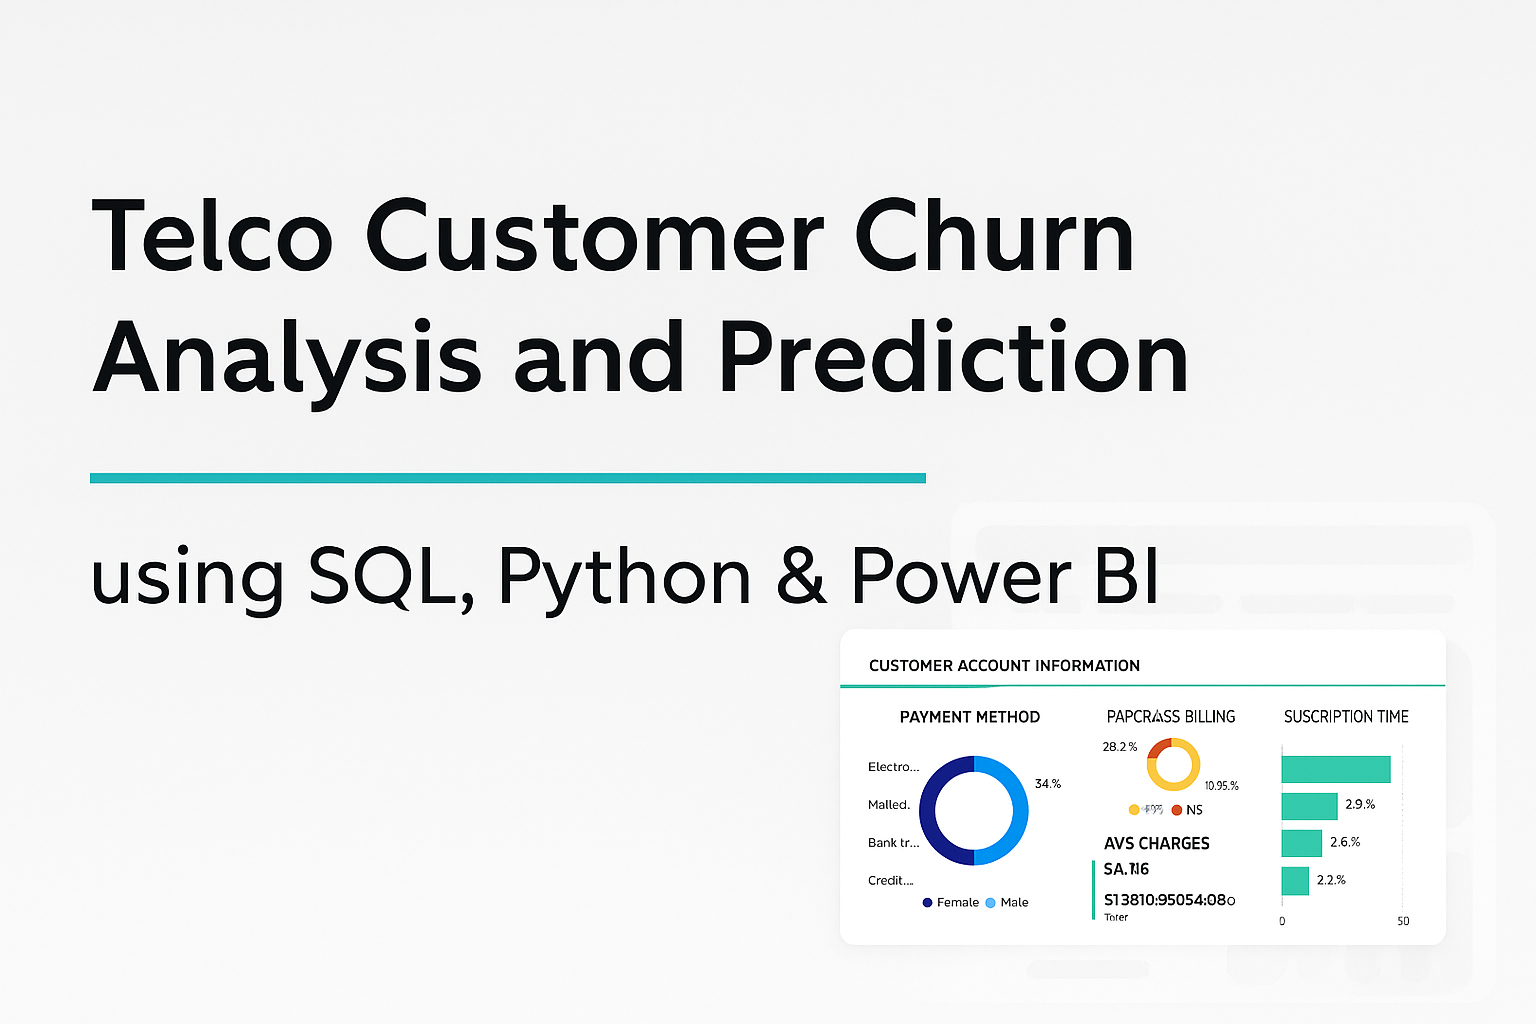 Telco Customer Churn
Analysis and Prediction
using SQL, Python & Power BI
CUSTOMER ACCOUNT INFORMATION
PAYMENT METHOD
Electro...
34.%
Malled.
Bank tr...
Credit...
Female Male
PAPCRASS BILLING
28.2%
10.95.%
NS
AVS CHARGES
Toter
SUSCRIPTION TIME
2.9.%
2.6.%
2.2.%
0 50